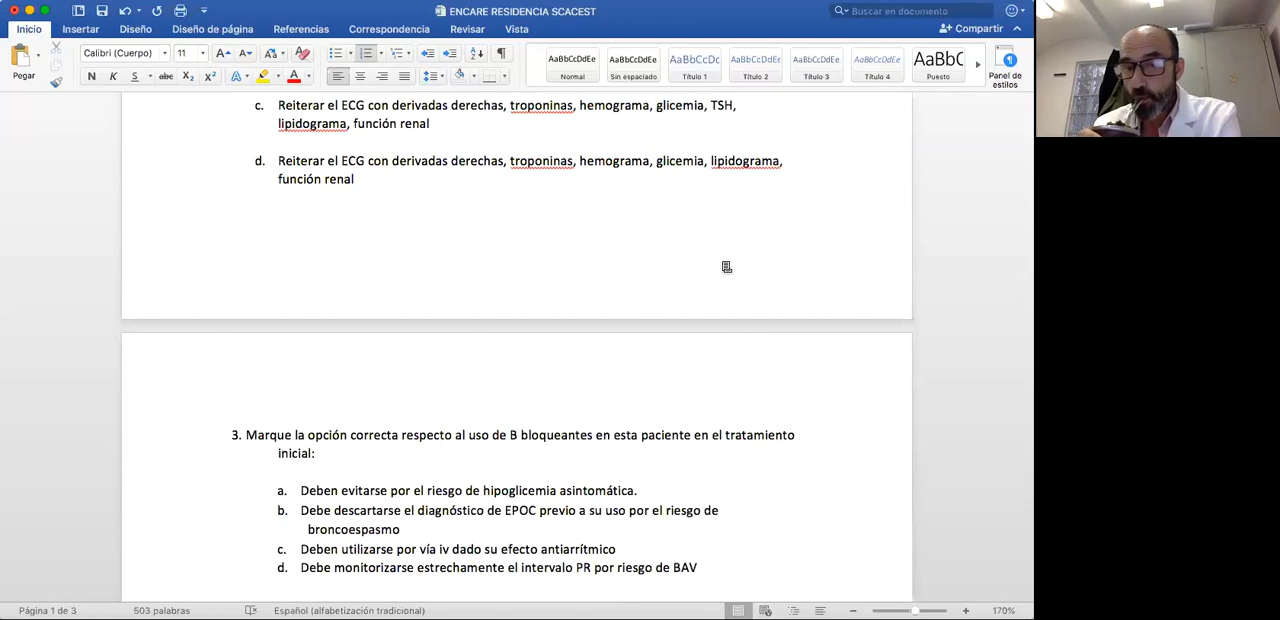 ENCARE RESIDENCIA SCACEST
Buscar en documento
Inicio Insertar Diseño Diseño de página Referencias Correspondencia Revisar Vista Compartir
Pegar
Calibri (Cuerpo) 11
N K S abc X₂ X²
AaBbCcDdEe AaBbCcDdEe AaBbCcDc AaBbCcDdEe AaBbCcDdEe AaBbCcDdEe AaBbC
Normal Sin espaciado Título 1 Título 2 Título 3 Título 4 Puesto
Panel de
estilos
c. Reiterar el ECG con derivadas derechas, troponinas, hemograma, glicemia, TSH,
lipidograma, función renal
d. Reiterar el ECG con derivadas derechas, troponinas, hemograma, glicemia, lipidograma,
función renal
3. Marque la opción correcta respecto al uso de B bloqueantes en esta paciente en el tratamiento
inicial:
a. Deben evitarse por el riesgo de hipoglicemia asintomática.
b. Debe descartarse el diagnóstico de EPOC previo a su uso por el riesgo de
broncoespasmo
c. Deben utilizarse por vía iv dado su efecto antiarrítmico
d. Debe monitorizarse estrechamente el intervalo PR por riesgo de BAV
Página 1 de 3 503 palabras Español (alfabetización tradicional) 170%